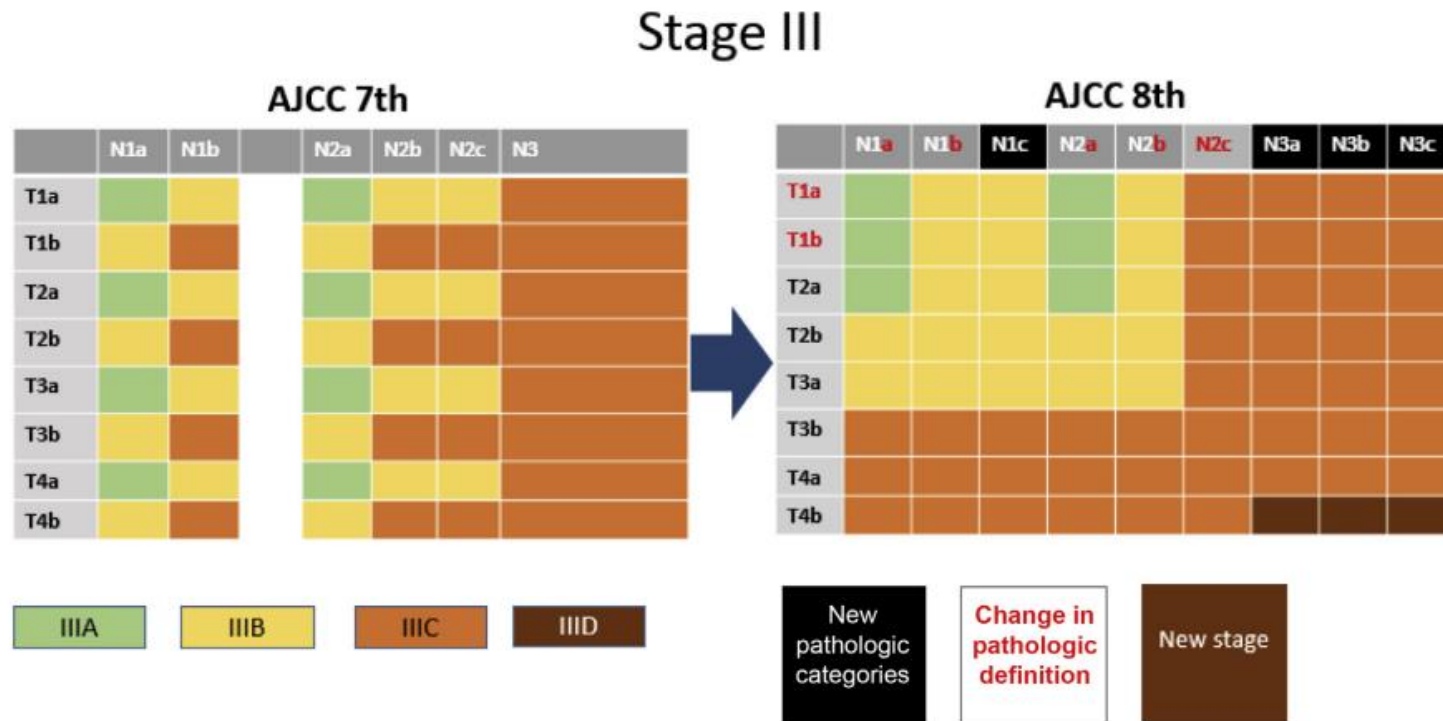 Stage III
AJCC 7th
N1a N1b N2a N2b N2c N3
T1a
T1b
T2a
T2b
T3a
T3b
T4a
T4b
AJCC 8th
N1a N1b N1c N2a N2b N2c N3a N3b N3c
T1a
T1b
T2a
T2b
T3a
T3b
T4a
T4b
IIIA IIIB IIIC IIID
New
pathologic
categories
Change in
pathologic
definition
New stage